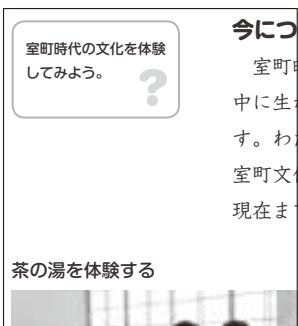 室町時代の文化を体験
してみよう。
?
今につ
室町
中に生
す。わ
室町文
現在ま
茶の湯を体験する